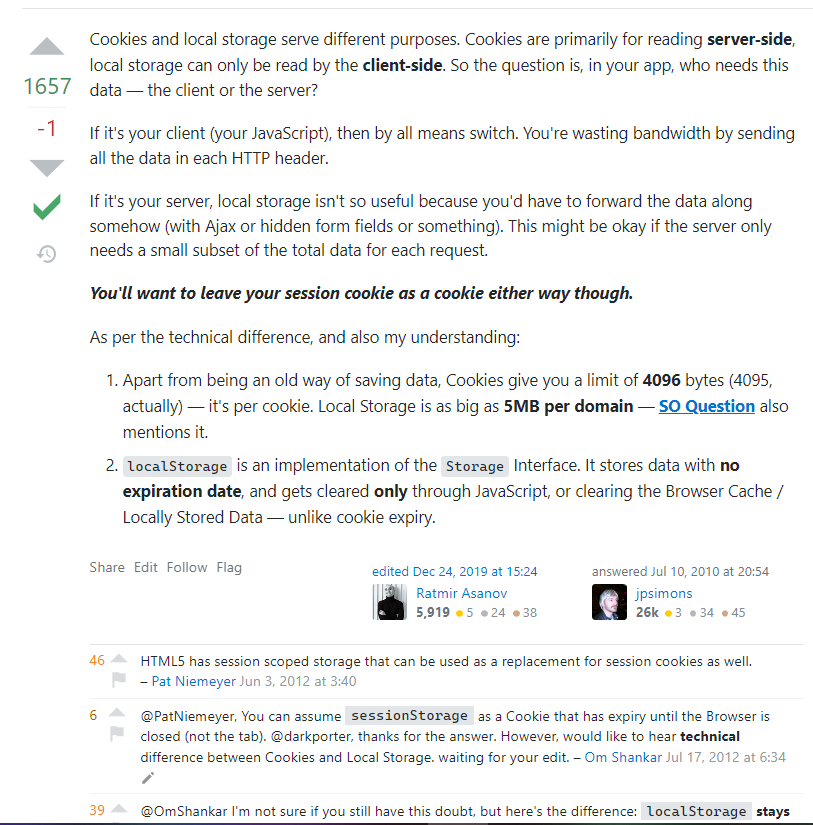 Cookies and local storage serve different purposes. Cookies are primarily for reading server-side,
local storage can only be read by the client-side. So the question is, in your app, who needs this
data — the client or the server?
1657
-1
If it's your client (your JavaScript), then by all means switch. You're wasting bandwidth by sending
all the data in each HTTP header.
If it's your server, local storage isn't so useful because you'd have to forward the data along
somehow (with Ajax or hidden form fields or something). This might be okay if the server only
needs a small subset of the total data for each request.
You'll want to leave your session cookie as a cookie either way though.
As per the technical difference, and also my understanding:
1. Apart from being an old way of saving data, Cookies give you a limit of 4096 bytes (4095,
actually) — it's per cookie. Local Storage is as big as 5MB per domain — SO Question also
mentions it.
2. localStorage is an implementation of the Storage Interface. It stores data with no
expiration date, and gets cleared only through JavaScript, or clearing the Browser Cache /
Locally Stored Data — unlike cookie expiry.
Share Edit Follow Flag
edited Dec 24, 2019 at 15:24
Ratmir Asanov
5,919 5 24 38
answered Jul 10, 2010 at 20:54
jpsimons
26k 3 34 45
46 HTML5 has session scoped storage that can be used as a replacement for session cookies as well.
– Pat Niemeyer Jun 3, 2012 at 3:40
6 @PatNiemeyer, You can assume sessionStorage as a Cookie that has expiry until the Browser is
closed (not the tab). @darkporter, thanks for the answer. However, would like to hear technical
difference between Cookies and Local Storage. waiting for your edit. – Om Shankar Jul 17, 2012 at 6:34
39 @OmShankar I'm not sure if you still have this doubt, but here's the difference: localStorage stays